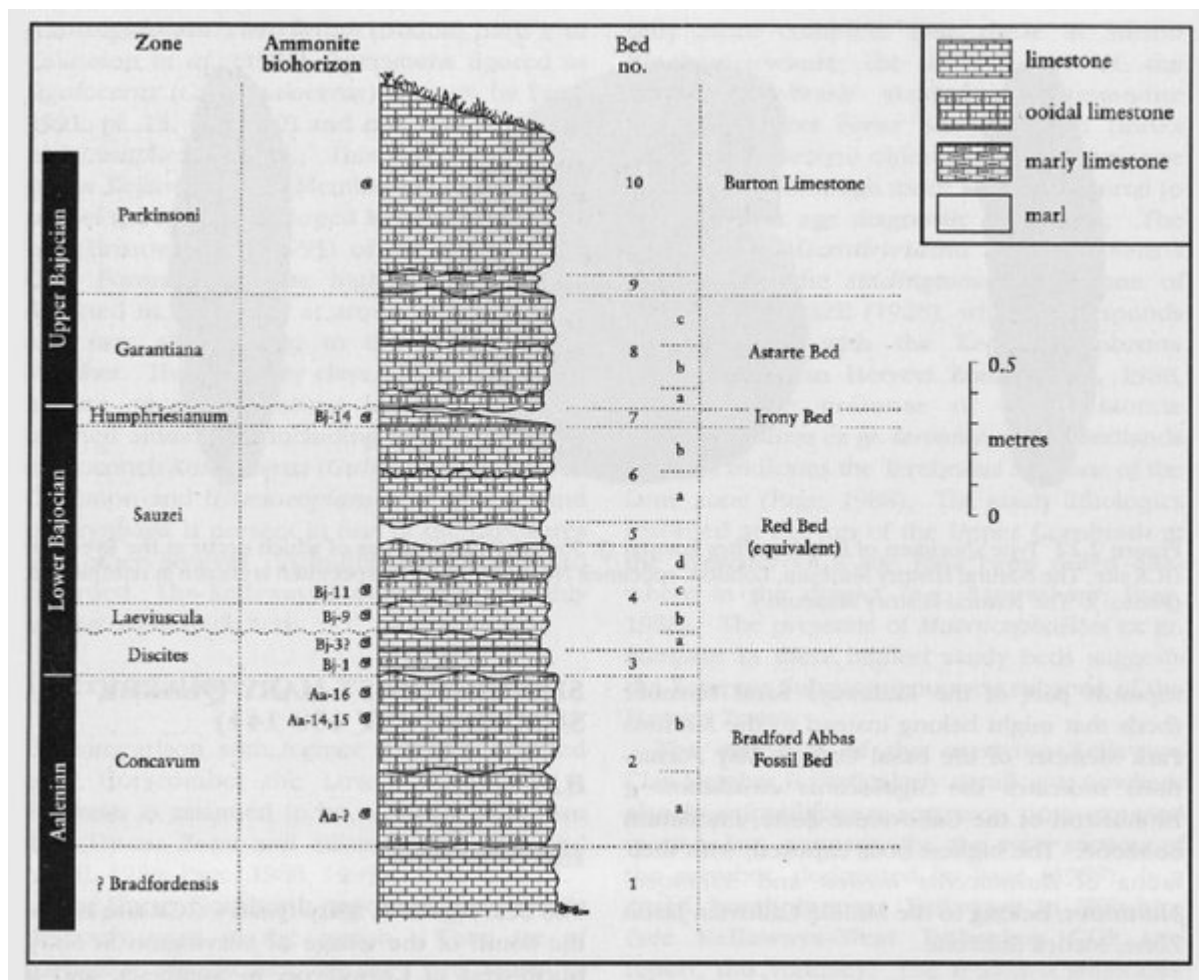 Zone
Ammonite
biohorizon
Bed
no.
limestone
ooidal limestone
marly limestone
marl
Upper Bajocian
Lower Bajocian
Aalenian
Parkinsoni
10
Burton Limestone
9
Garantiana
c
8
b
a
Astarte Bed
0.5
metres
Humphriesianum
Bj-14
7
Irony Bed
Sauzei
b
6
a
5
Red Bed
(equivalent)
d
Bj-11
c
4
Laeviuscula
Bj-9
b
Discites
Bj-3?
a
Bj-1
3
Concavum
Aa-16
Aa-14,15
b
2
Bradford Abbas
Fossil Bed
Aa-?
a
? Bradfordensis
1